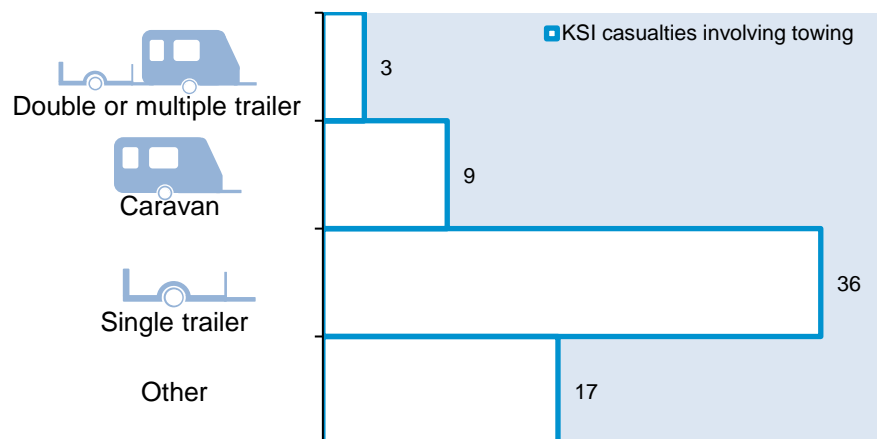 KSI casualties involving towing
Double or multiple trailer
3
Caravan
9
Single trailer
36
Other
17